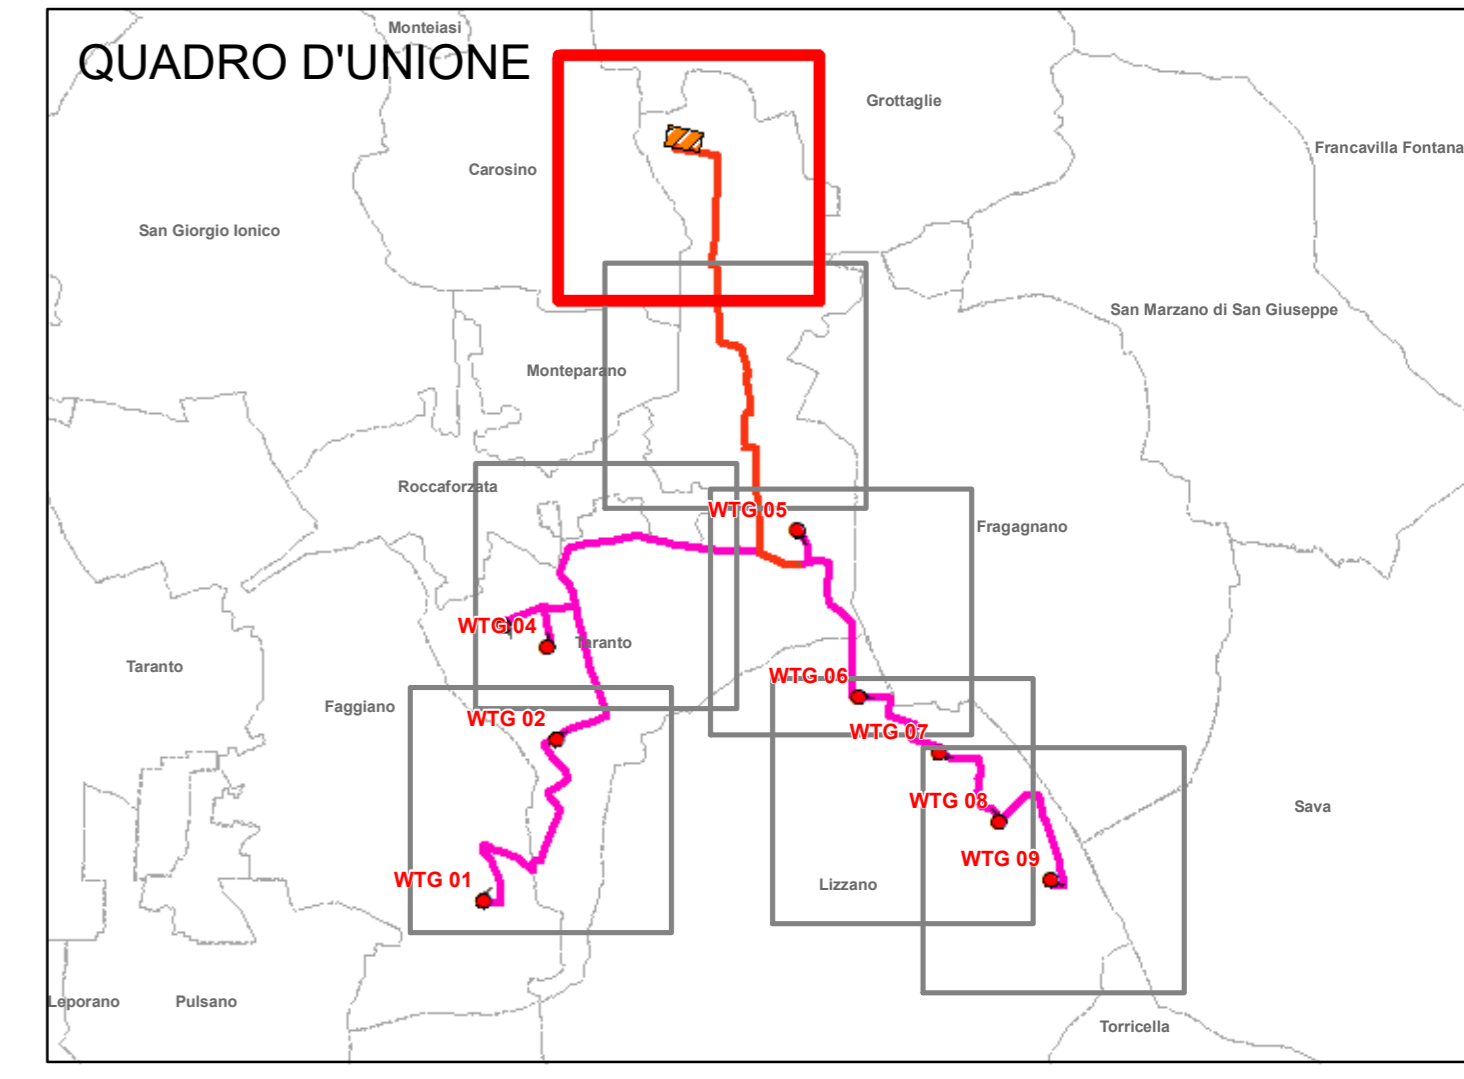 Monteiasi
QUADRO D'UNIONE
Grottaglie
Francavilla Fontana
Carosino
San Giorgio Ionico
San Marzano di San Giuseppe
Monteparano
Roccaforzata
WTG 05
Fragagnano
WTG 04
Taranto
Taranto
WTG 06
Faggiano
WTG 02
WTG 07
WTG 08
Sava
WTG 09
WTG 01
Lizzano
Leporano
Pulsano
Torricella